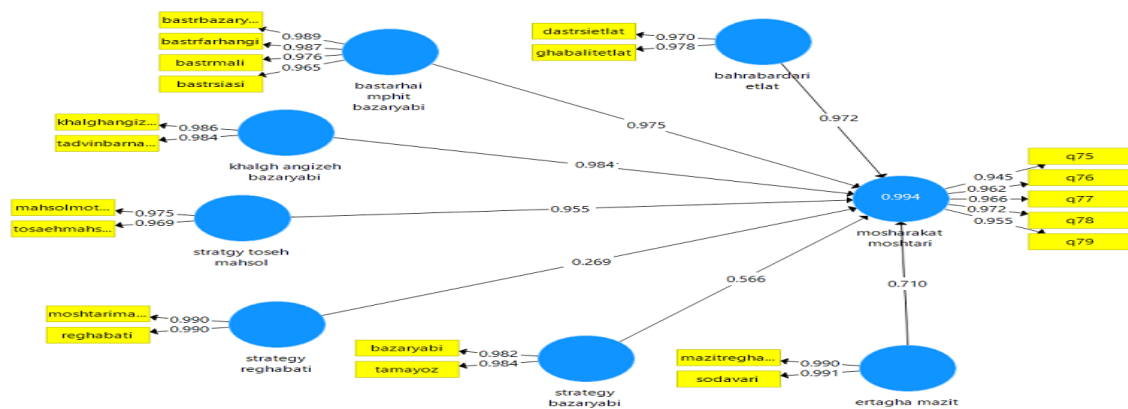 bastrbazary...
bastrfarhangi
bastrmali
bastrsiasi
0.989
0.987
0.976
0.965
bastarhai
mphit
bazaryabi
dastrsietlat
ghabalitetlat
0.970
0.978
bahrabardari
etlat
0.975
0.972
khalghangiz...
tadvinbarna...
0.986
0.984
khalgh angizeh
bazaryabi
0.984
mahsolmot...
tosaehmahs...
0.975
0.969
stratgy toseh
mahsol
0.955
0.994
mosharakat
moshtari
0.945
0.962
0.966
0.972
0.955
q75
q76
q77
q78
q79
moshtarima...
reghabati
0.990
0.990
strategy
reghabati
0.269
bazaryabi
tamayoz
0.982
0.984
strategy
bazaryabi
0.566
mazitregha...
sodavari
0.990
0.991
ertagha mazit
0.710